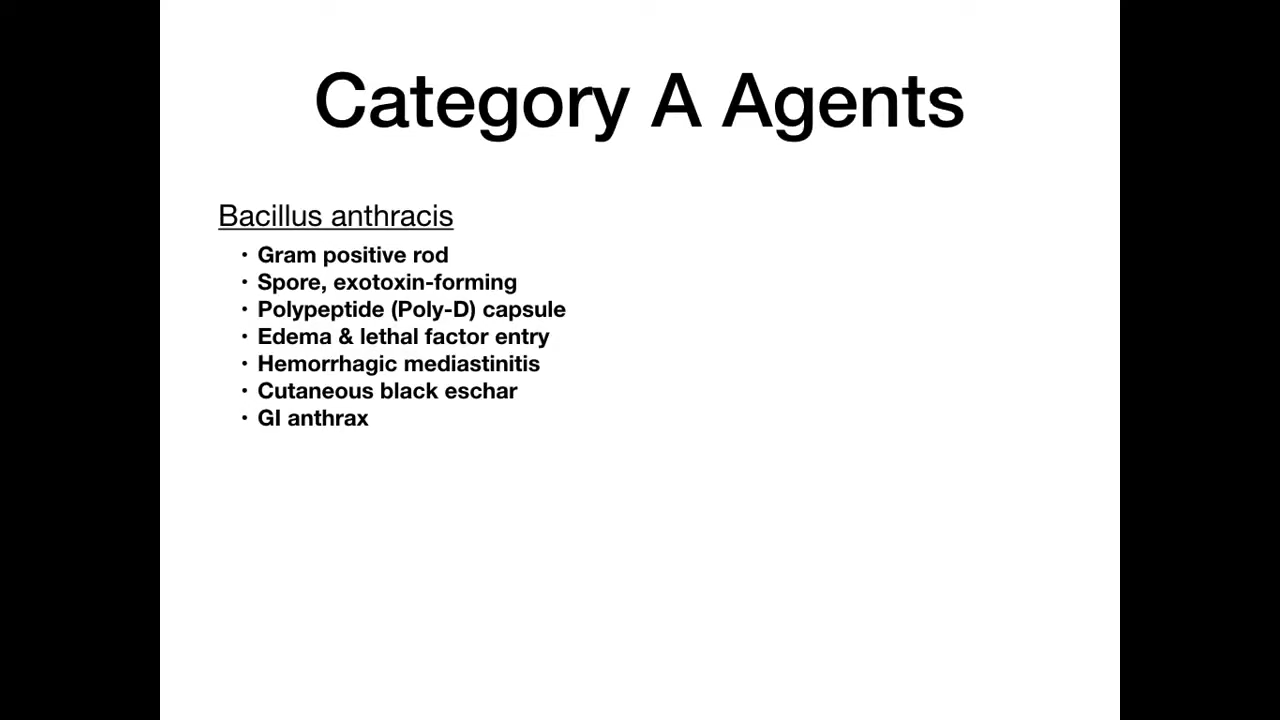 Category A Agents
Bacillus anthracis
• Gram positive rod
• Spore, exotoxin-forming
• Polypeptide (Poly-D) capsule
• Edema & lethal factor entry
• Hemorrhagic mediastinitis
• Cutaneous black eschar
• GI anthrax